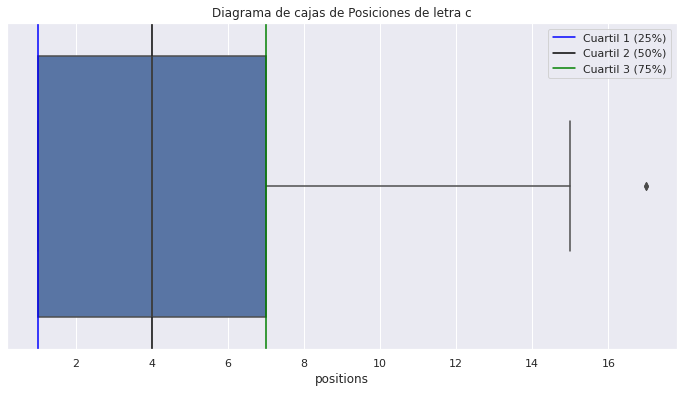 Diagrama de cajas de Posiciones de letra c
Cuartil 1 (25%)
Cuartil 2 (50%)
Cuartil 3 (75%)
2 4 6 8 10 12 14 16
positions